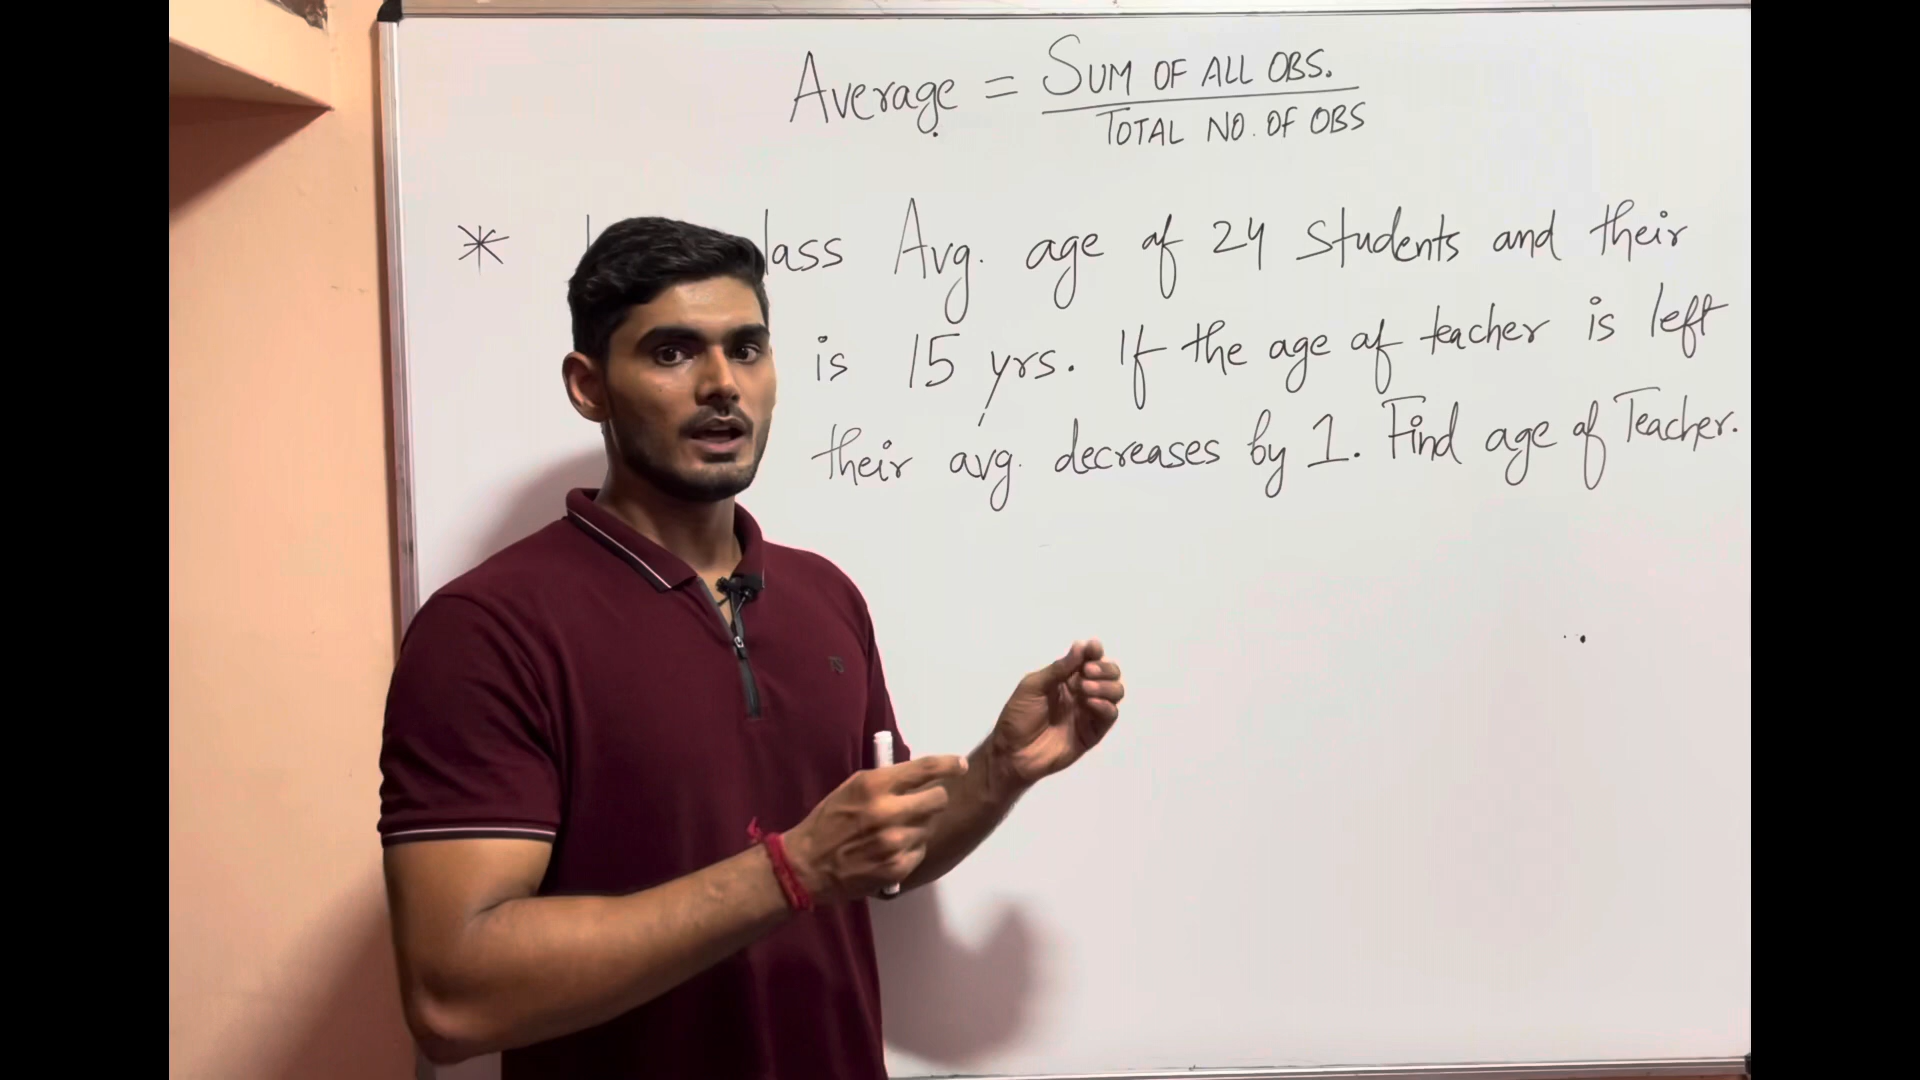 Average = SUM OF ALL OBS.
TOTAL NO. OF OBS
* lass Avg. age of 24 students and their
is 15 yrs. If the age of teacher is left
their avg. decreases by 1. Find age of Teacher.